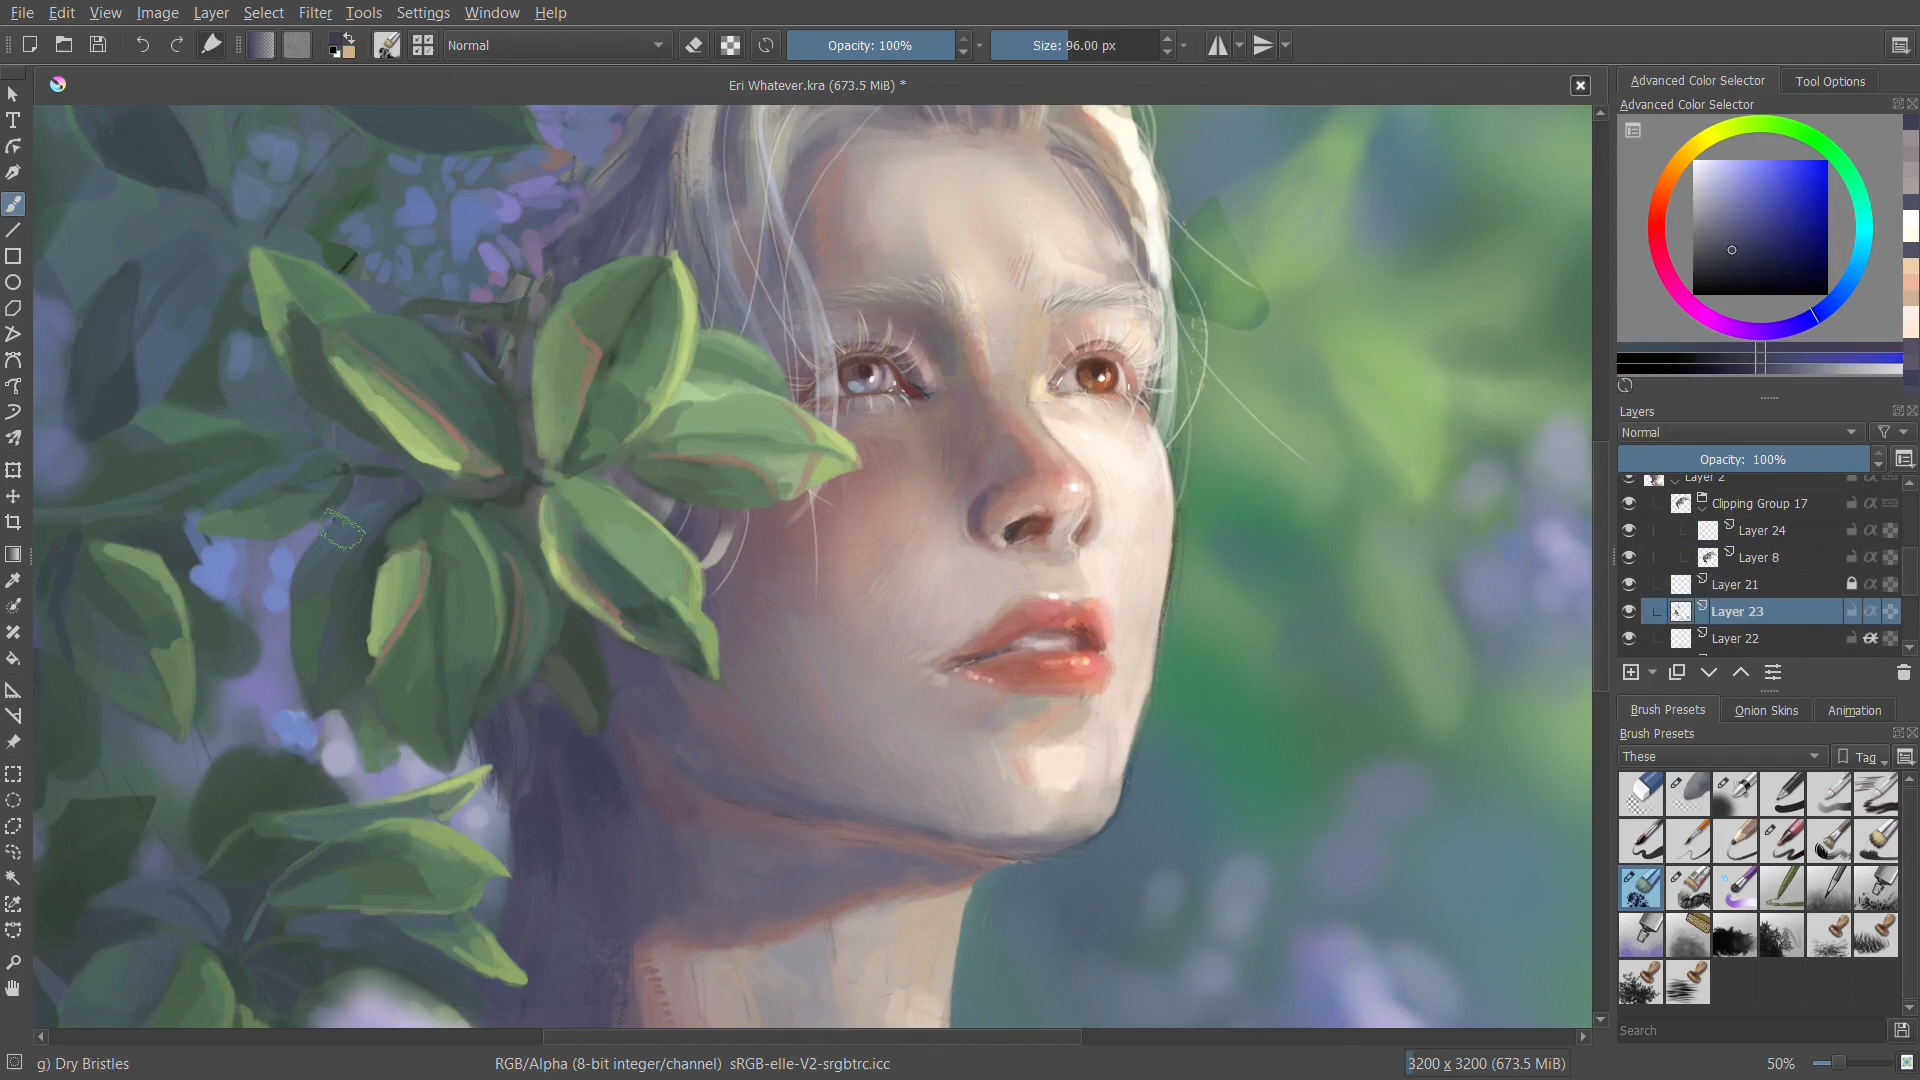 File Edit View Image Layer Select Filter Tools Settings Window Help
Normal Opacity: 100% Size: 96.00 px
Eri Whatever.kra (673.5 MiB) *
Advanced Color Selector Tool Options
Advanced Color Selector
Layers
Normal
Opacity: 100%
Layer 2
Clipping Group 17
Layer 24
Layer 8
Layer 21
Layer 23
Layer 22
Brush Presets Onion Skins Animation
Brush Presets
These Tag
Search
g) Dry Bristles RGB/Alpha (8-bit integer/channel) sRGB-elle-V2-srgbtrc.icc 3200 x 3200 (673.5 MiB) 50%